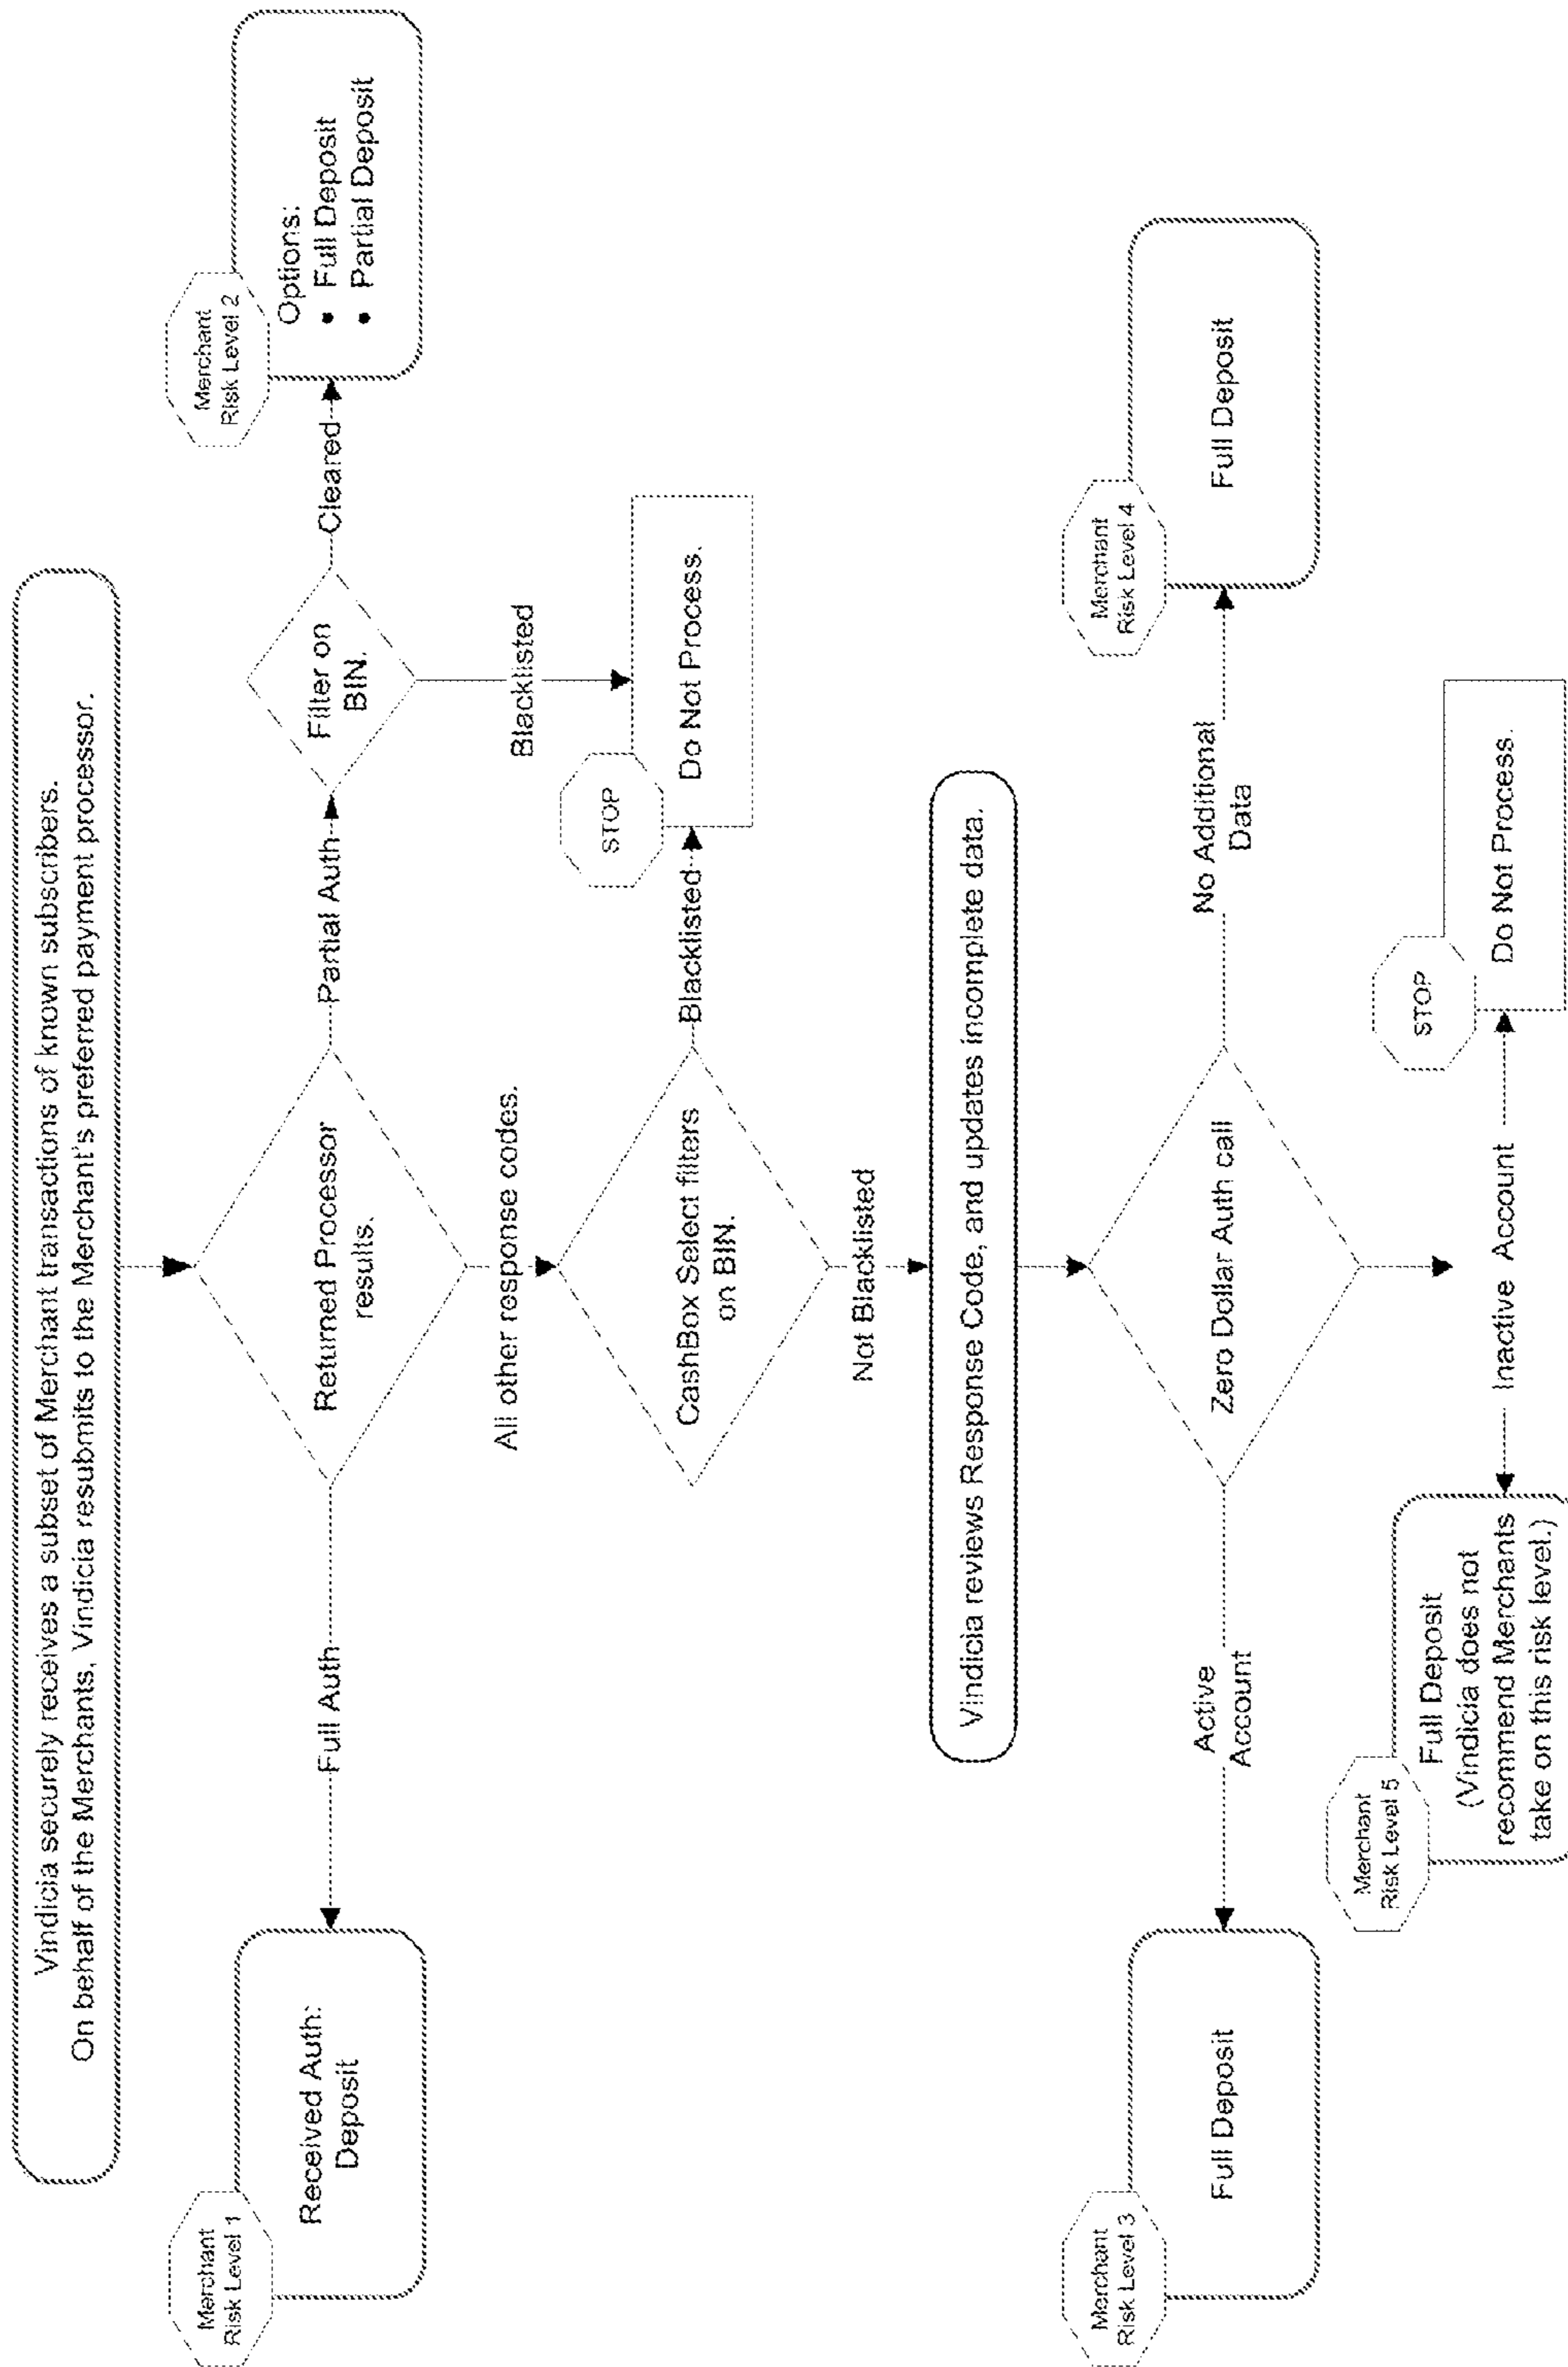 Vindicia securely receives a subset of Merchant transactions of known subscribers.
On behalf of the Merchants, Vindicia resubmits to the Merchant's preferred payment processor.
Merchant
Risk Level 1
Received Auth:
Deposit
Full Auth
Returned Processor
results.
Partial Auth
Filter on
BIN.
Cleared
Merchant
Risk Level 2
Options:
• Full Deposit
• Partial Deposit
All other response codes.
Blacklisted
CashBox Select filters
on BIN.
Blacklisted
STOP
Do Not Process.
Not Blacklisted
Vindicia reviews Response Code, and updates incomplete data.
Merchant
Risk Level 3
Full Deposit
Active
Account
Zero Dollar Auth call
No Additional
Data
Merchant
Risk Level 4
Full Deposit
Merchant
Risk Level 5
Full Deposit
(Vindicia does not
recommend Merchants
take on this risk level.)
Inactive Account
STOP
Do Not Process.